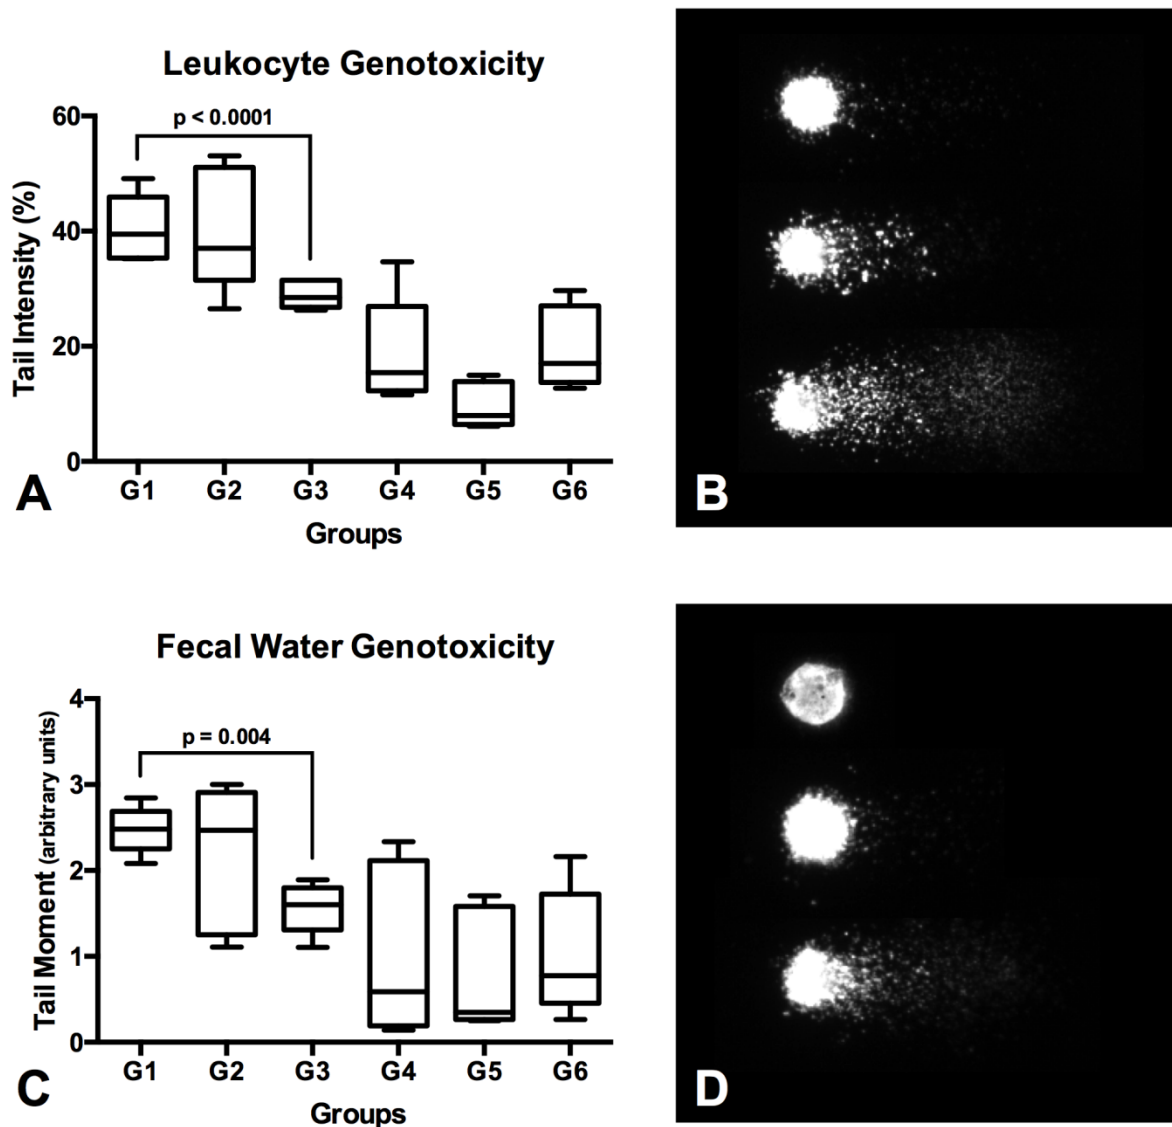 Leukocyte Genotoxicity
p < 0.0001
Tail Intensity (%)
60
40
20
0
G1 G2 G3 G4 G5 G6
Groups
A
B
Fecal Water Genotoxicity
p = 0.004
Tail Moment (arbitrary units)
4
3
2
1
0
G1 G2 G3 G4 G5 G6
Groups
C
D